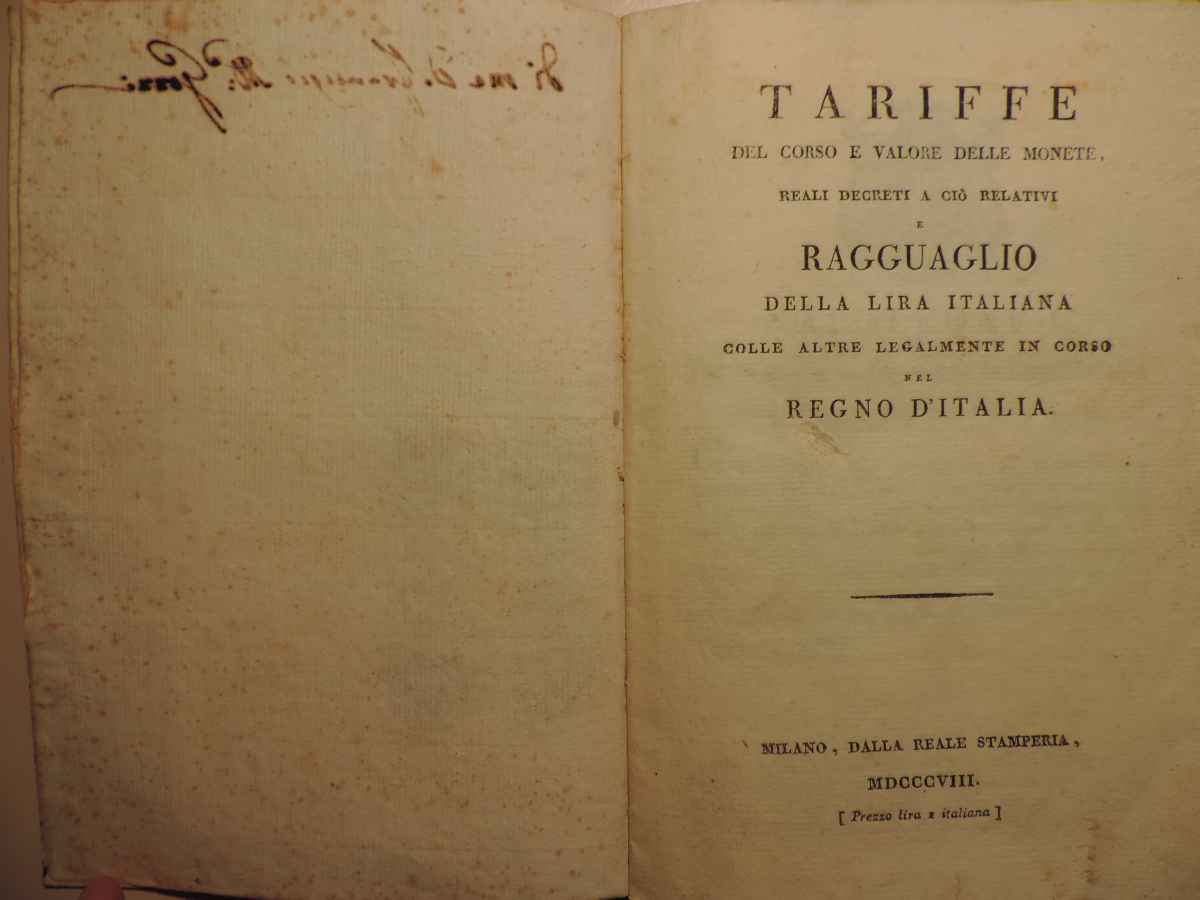 TARIFFE
DEL CORSO E VALORE DELLE MONETE,
REALI DECRETI A CIÒ RELATIVI
E
RAGGUAGLIO
DELLA LIRA ITALIANA
COLLE ALTRE LEGALMENTE IN CORSO
NEL
REGNO D'ITALIA.
MILANO, DALLA REALE STAMPERIA,
MDCCCVIII.
[ Prezzo lira 1 italiana ]